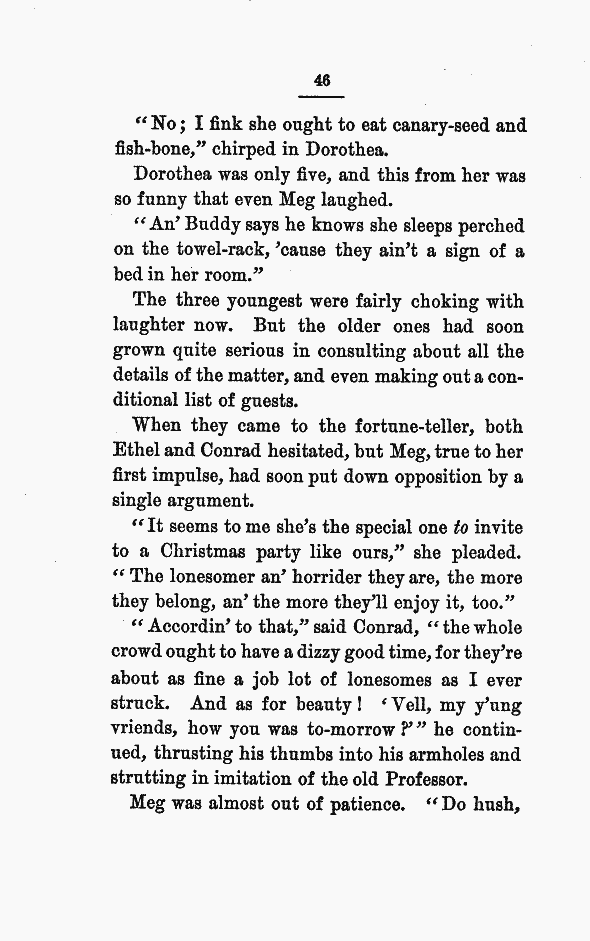 46
"No; I fink she ought to eat canary-seed and
fish-bone," chirped in Dorothea.
Dorothea was only five, and this from her was
so funny that even Meg laughed.
"An' Buddy says he knows she sleeps perched
on the towel-rack, 'cause they ain't a sign of a
bed in her room."
The three youngest were fairly choking with
laughter now. But the older ones had soon
grown quite serious in consulting about all the
details of the matter, and even making out a con-
ditional list of guests.
When they came to the fortune-teller, both
Ethel and Conrad hesitated, but Meg, true to her
first impulse, had soon put down opposition by a
single argument.
"It seems to me she's the special one to invite
to a Christmas party like ours," she pleaded.
"The lonesomer an' horrider they are, the more
they belong, an' the more they'll enjoy it, too."
"Accordin' to that," said Conrad, "the whole
crowd ought to have a dizzy good time, for they're
about as fine a job lot of lonesomes as I ever
struck. And as for beauty! 'Vell, my y'ung
vriends, how you was to-morrow?'" he contin-
ued, thrusting his thumbs into his armholes and
strutting in imitation of the old Professor.
Meg was almost out of patience. "Do hush,